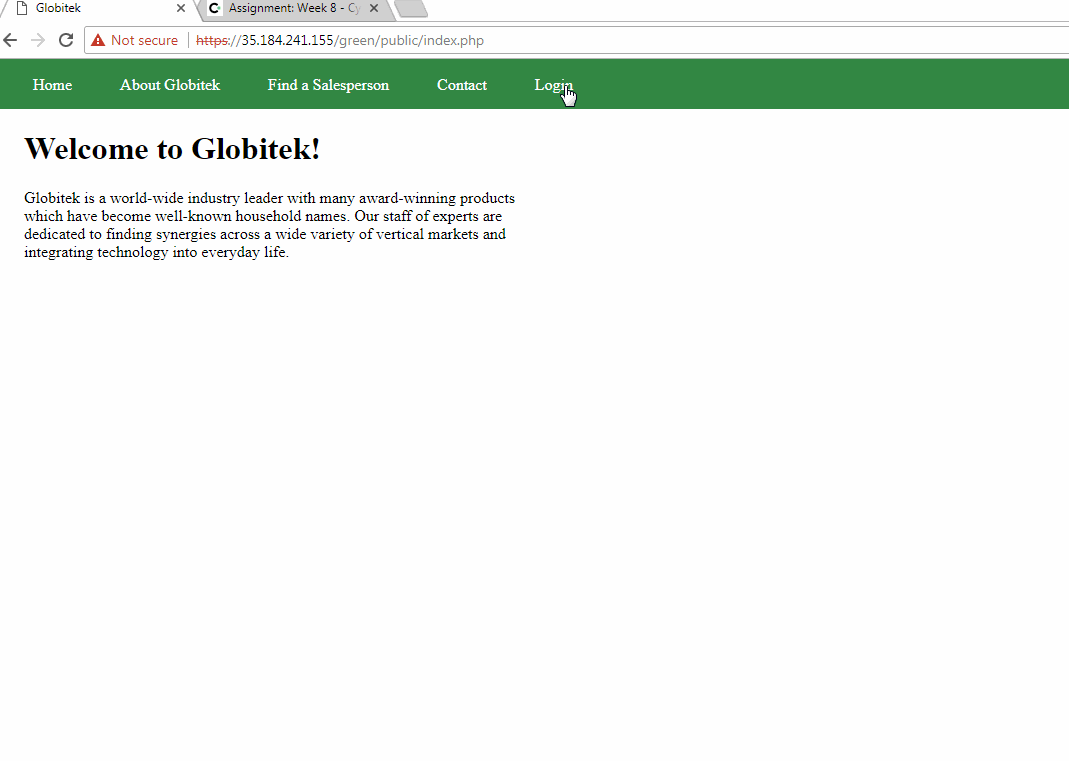 Globitek
Assignment: Week 8 - Cy
Not secure
https://35.184.241.155/green/public/index.php
Home About Globitek Find a Salesperson Contact Login
Welcome to Globitek!
Globitek is a world-wide industry leader with many award-winning products
which have become well-known household names. Our staff of experts are
dedicated to finding synergies across a wide variety of vertical markets and
integrating technology into everyday life.